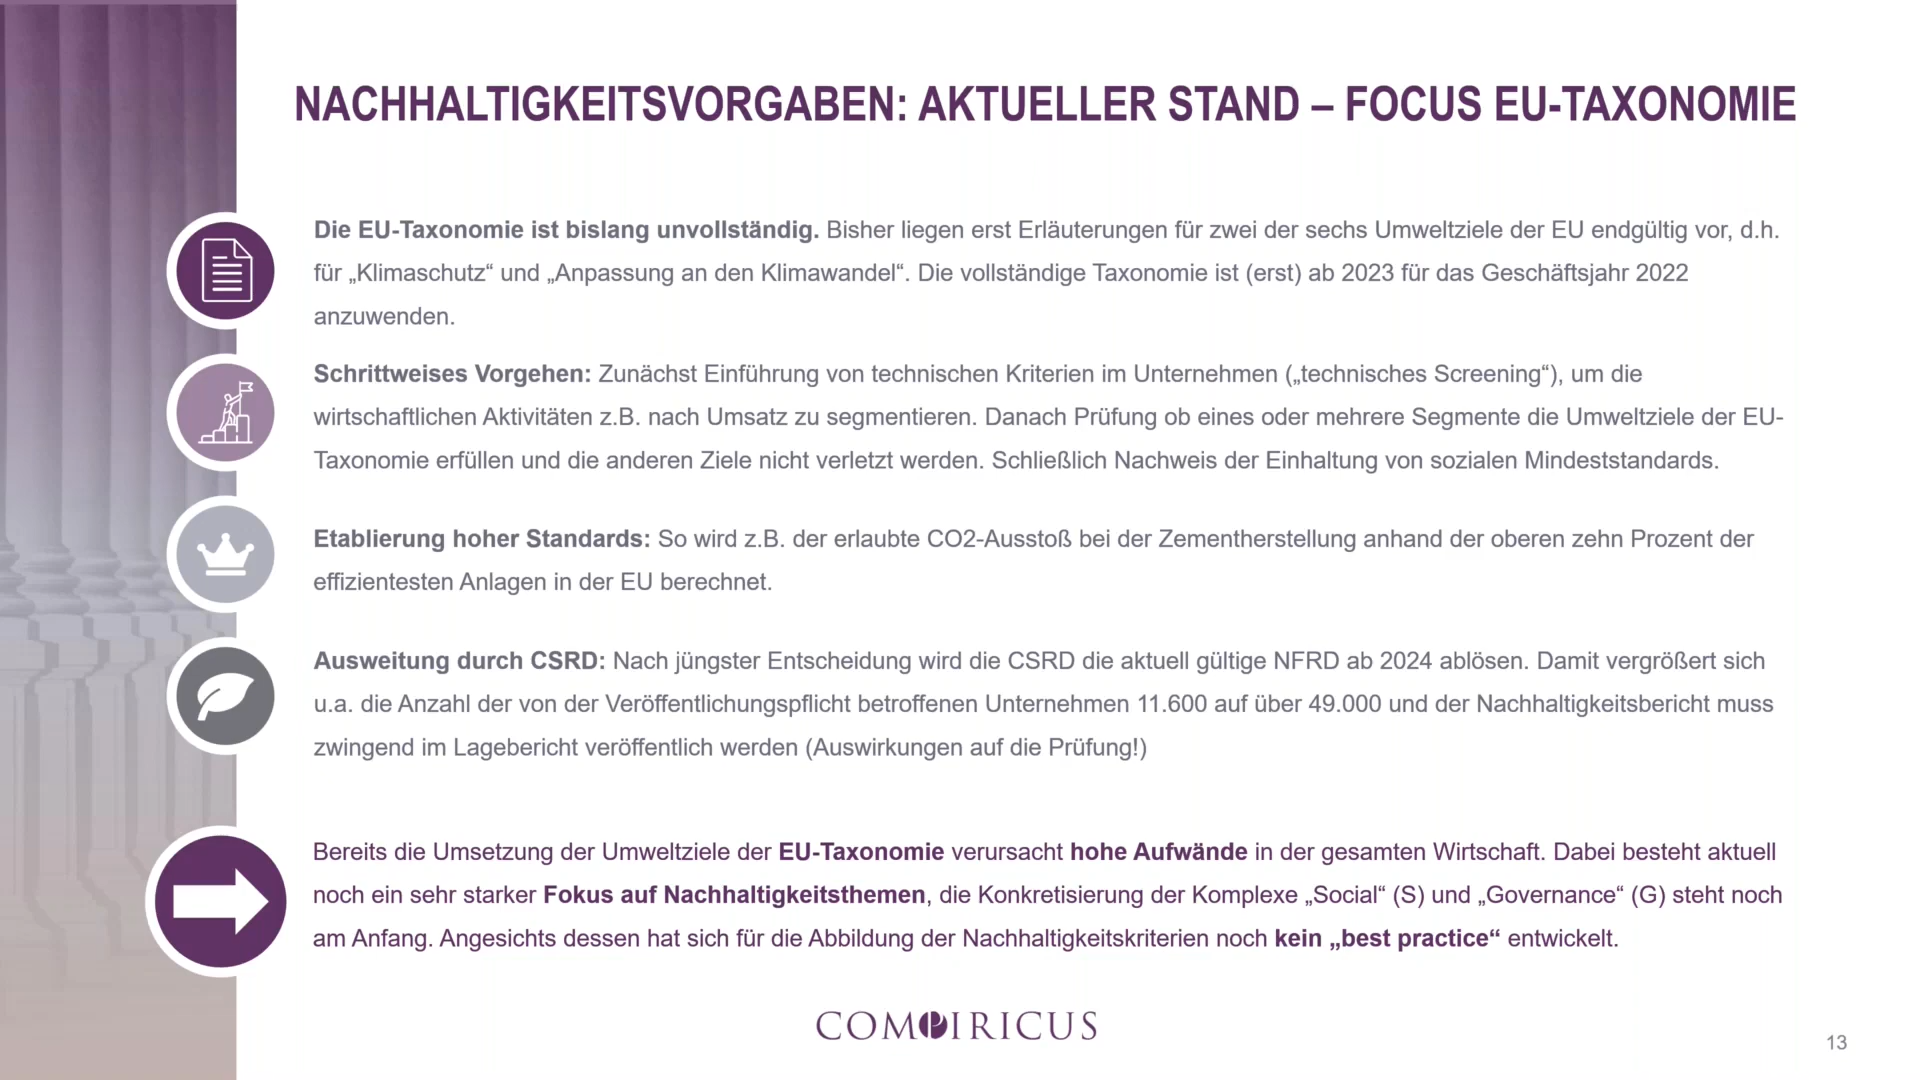 NACHHALTIGKEITSVORGABEN: AKTUELLER STAND – FOCUS EU-TAXONOMIE
Die EU-Taxonomie ist bislang unvollständig. Bisher liegen erst Erläuterungen für zwei der sechs Umweltziele der EU endgültig vor, d.h.
für „Klimaschutz“ und „Anpassung an den Klimawandel“. Die vollständige Taxonomie ist (erst) ab 2023 für das Geschäftsjahr 2022
anzuwenden.
Schrittweises Vorgehen: Zunächst Einführung von technischen Kriterien im Unternehmen („technisches Screening“), um die
wirtschaftlichen Aktivitäten z.B. nach Umsatz zu segmentieren. Danach Prüfung ob eines oder mehrere Segmente die Umweltziele der EU-
Taxonomie erfüllen und die anderen Ziele nicht verletzt werden. Schließlich Nachweis der Einhaltung von sozialen Mindeststandards.
Etablierung hoher Standards: So wird z.B. der erlaubte CO2-Ausstoß bei der Zementherstellung anhand der oberen zehn Prozent der
effizientesten Anlagen in der EU berechnet.
Ausweitung durch CSRD: Nach jüngster Entscheidung wird die CSRD die aktuell gültige NFRD ab 2024 ablösen. Damit vergrößert sich
u.a. die Anzahl der von der Veröffentlichungspflicht betroffenen Unternehmen 11.600 auf über 49.000 und der Nachhaltigkeitsbericht muss
zwingend im Lagebericht veröffentlich werden (Auswirkungen auf die Prüfung!)
Bereits die Umsetzung der Umweltziele der EU-Taxonomie verursacht hohe Aufwände in der gesamten Wirtschaft. Dabei besteht aktuell
noch ein sehr starker Fokus auf Nachhaltigkeitsthemen, die Konkretisierung der Komplexe „Social“ (S) und „Governance“ (G) steht noch
am Anfang. Angesichts dessen hat sich für die Abbildung der Nachhaltigkeitskriterien noch kein „best practice“ entwickelt.
COMPIRICUS
13